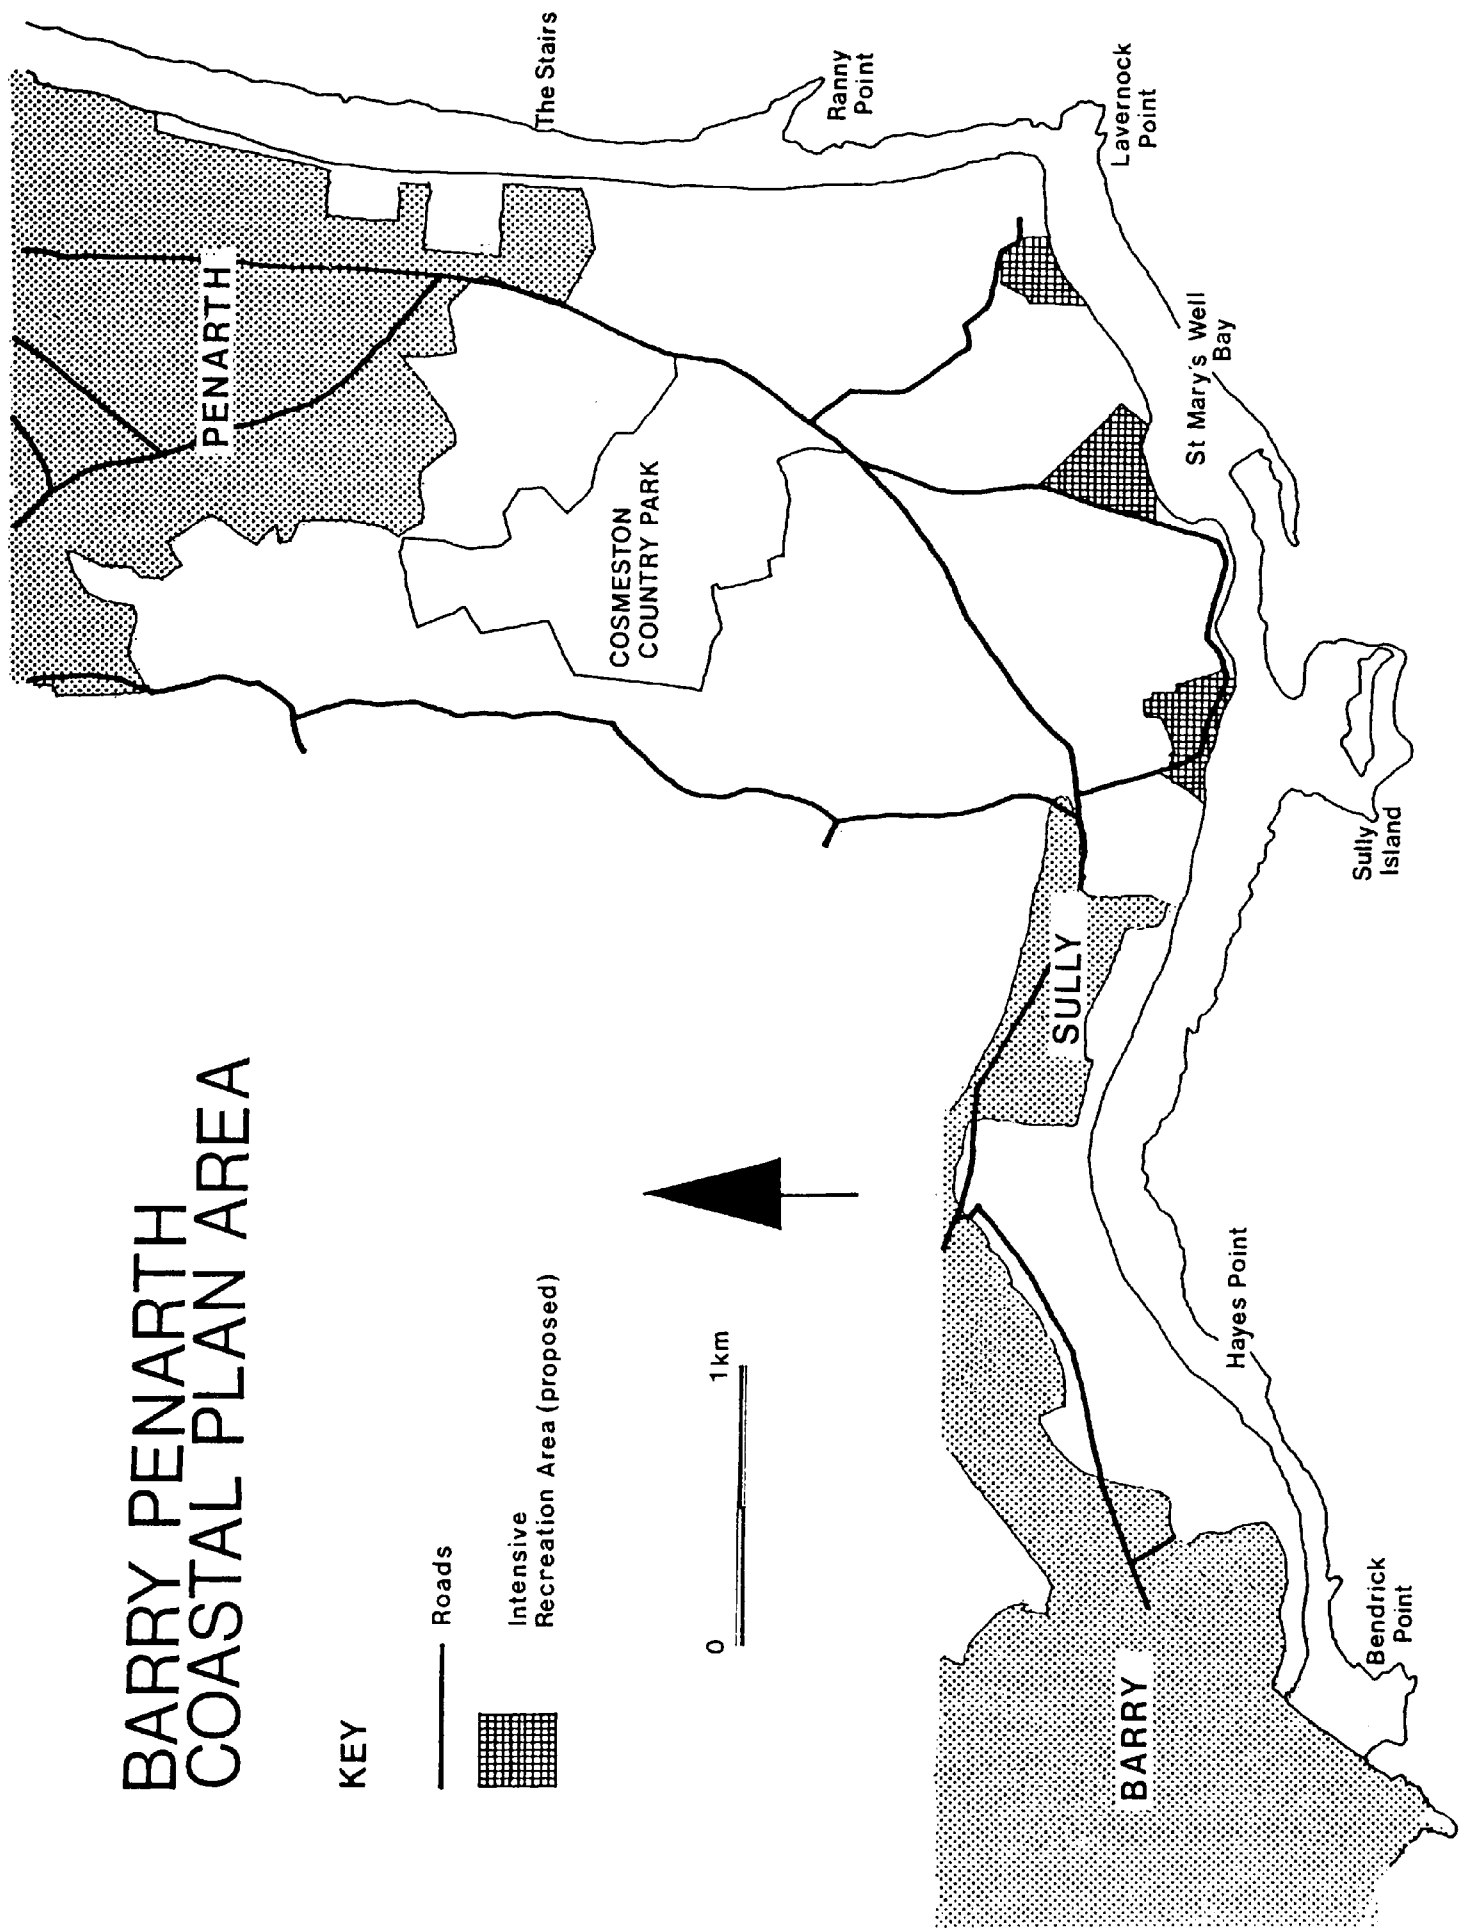 BARRY PENARTH
COASTAL PLAN AREA
KEY
Roads
Intensive
Recreation Area (proposed)
0
1km
PENARTH
The Stairs
Ranny
Point
Lavernock
Point
COSMESTON
COUNTRY PARK
St Mary's Well
Bay
SULLY
Sully
Island
Hayes Point
BARRY
Bendrick
Point